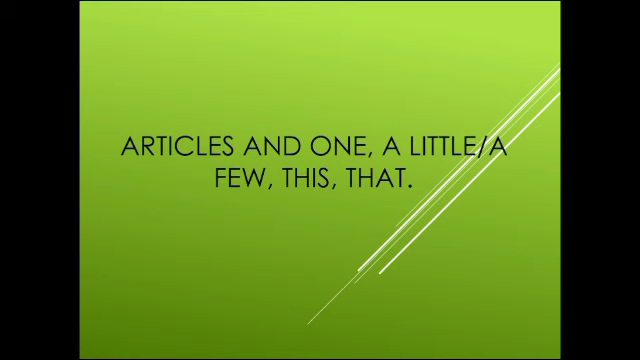 ARTICLES AND ONE, A LITTLE/A
FEW, THIS, THAT.